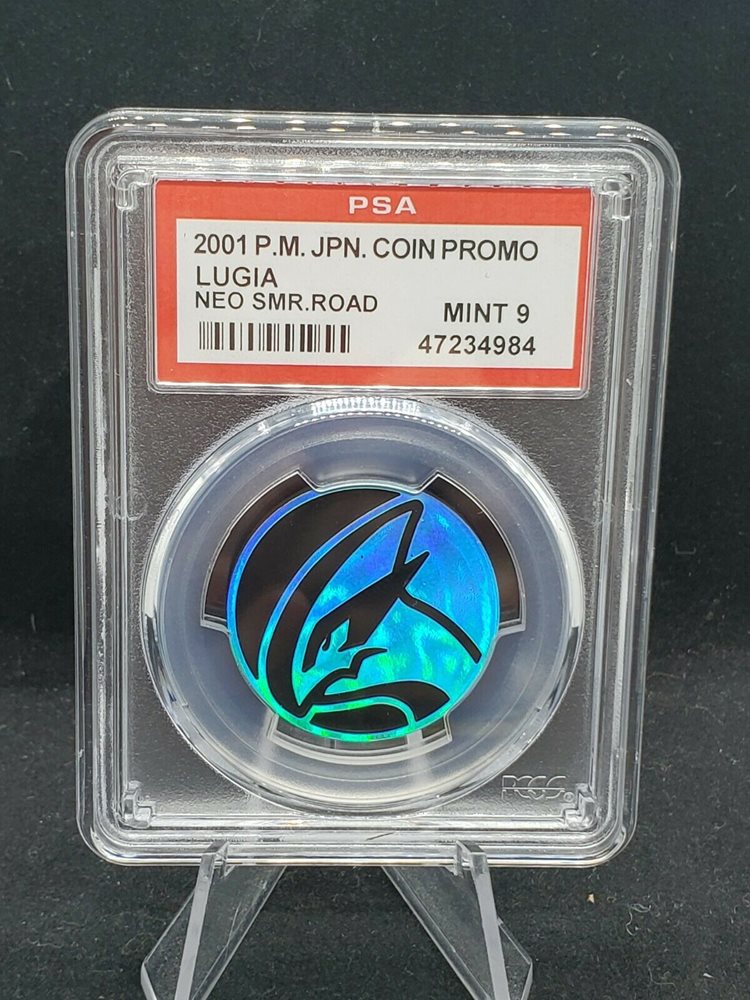 PSA
2001 P.M. JPN. COIN PROMO
LUGIA
NEO SMR.ROAD
MINT 9
47234984
PCGS